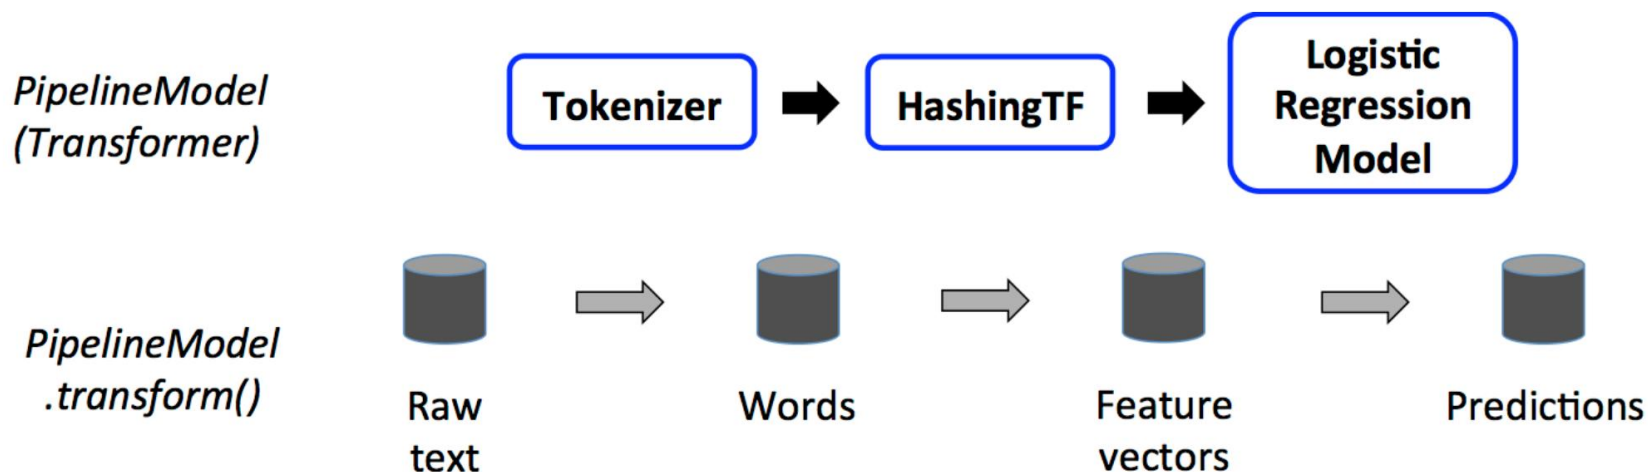 PipelineModel
(Transformer)
Tokenizer
HashingTF
Logistic
Regression
Model
PipelineModel
.transform()
Raw
text
Words
Feature
vectors
Predictions